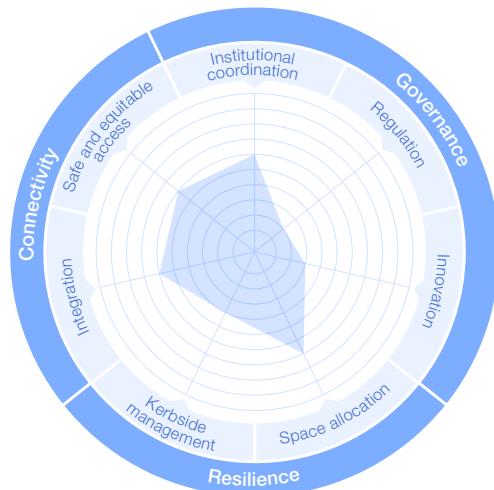 Institutional
coordination
Governance
Regulation
Innovation
Space allocation
Resilience
Kerbside
management
Integration
Connectivity
Safe and equitable
access